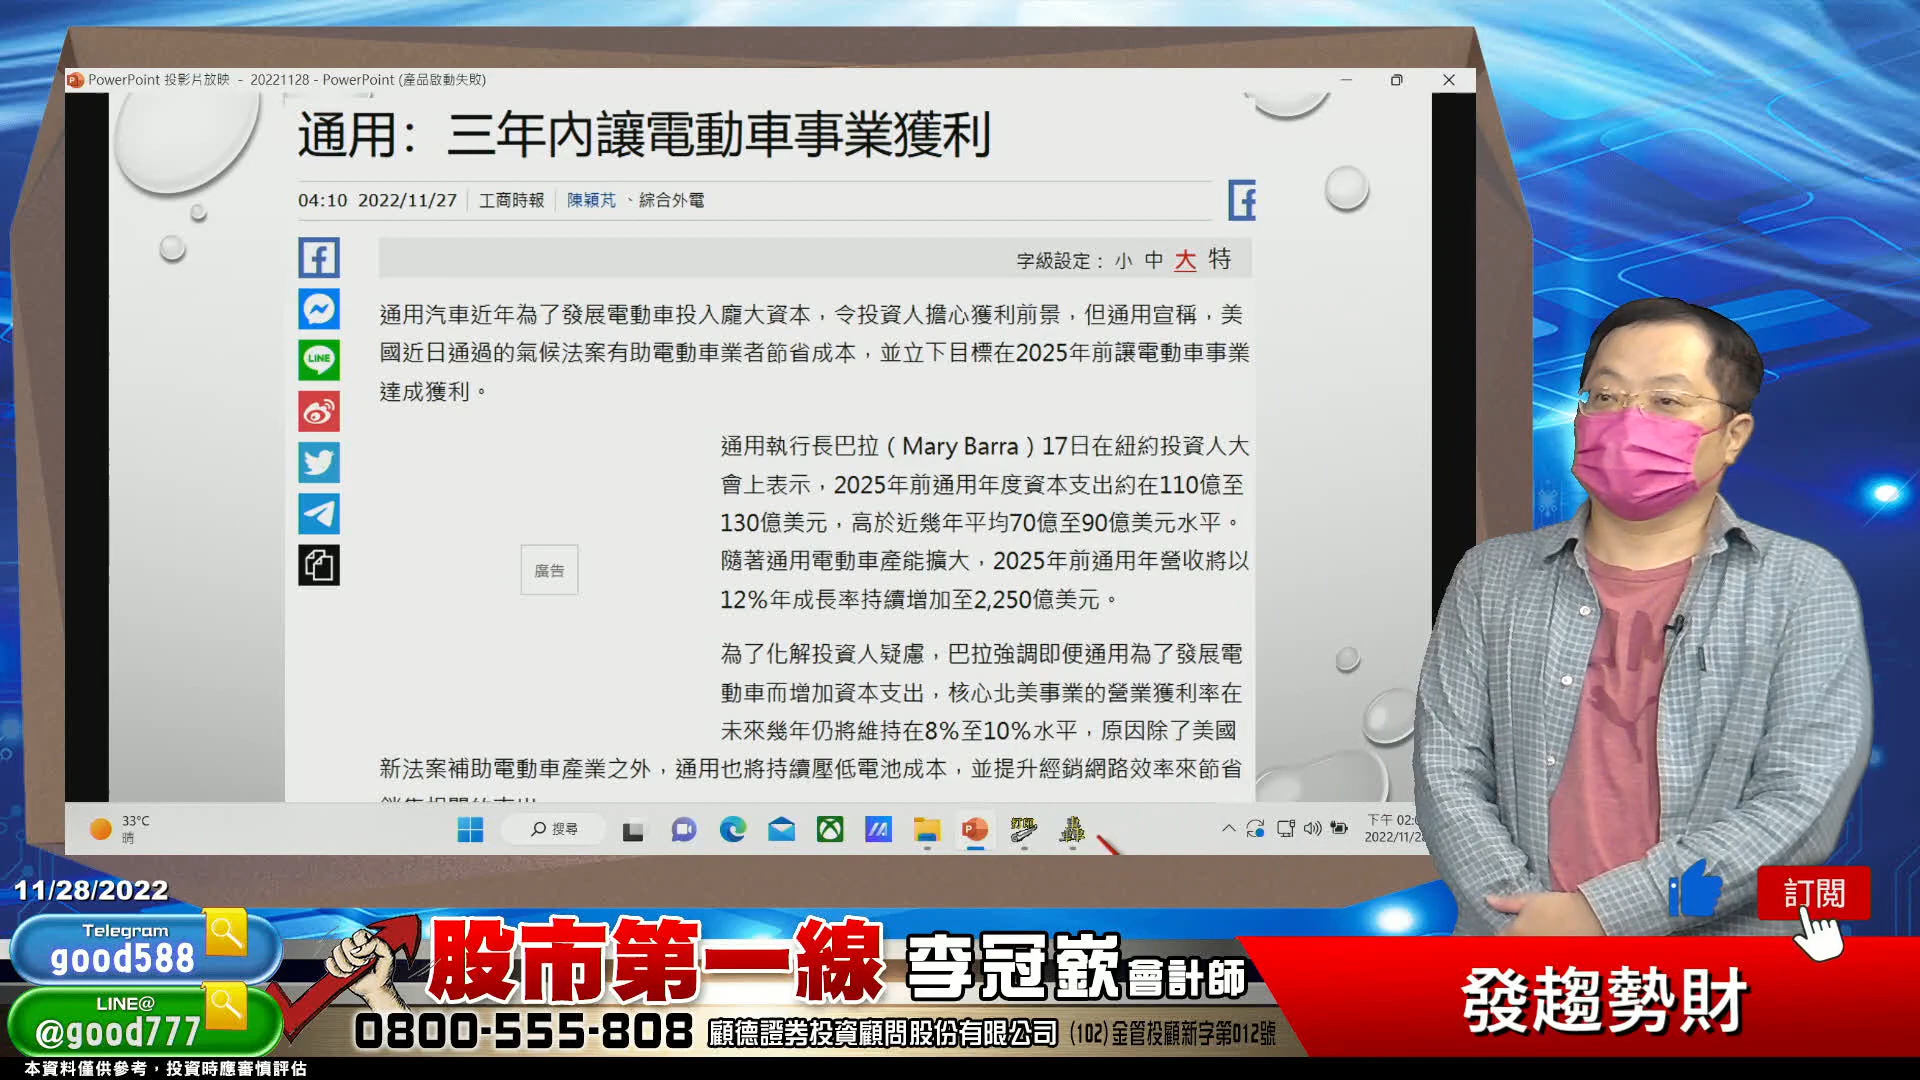 PowerPoint 投影片放映 - 20221128 - PowerPoint (產品啟動失敗)
通用：三年內讓電動車事業獲利
04:10 2022/11/27 工商時報 陳穎芃、綜合外電
字級設定： 小 中 大 特
通用汽車近年為了發展電動車投入龐大資本，令投資人擔心獲利前景，但通用宣稱，美
國近日通過的氣候法案有助電動車業者節省成本，並立下目標在2025年前讓電動車事業
達成獲利。
LINE
通用執行長巴拉（Mary Barra）17日在紐約投資人大
會上表示，2025年前通用年度資本支出約在110億至
130億美元，高於近幾年平均70億至90億美元水平。
隨著通用電動車產能擴大，2025年前通用年營收將以
12%年成長率持續增加至2,250億美元。
廣告
為了化解投資人疑慮，巴拉強調即便通用為了發展電
動車而增加資本支出，核心北美事業的營業獲利率在
未來幾年仍將維持在8%至10%水平，原因除了美國
新法案補助電動車產業之外，通用也將持續壓低電池成本，並提升經銷網路效率來節省
33°C
晴
搜尋
下午 02:0
2022/11/28
11/28/2022
Telegram
good588
LINE@
@good777
股市第一線 李冠嶔 會計師
0800-555-808 顧德證券投資顧問股份有限公司 (102)金管投顧新字第012號
訂閱
發趨勢財
本資料僅供參考，投資時應審慎評估